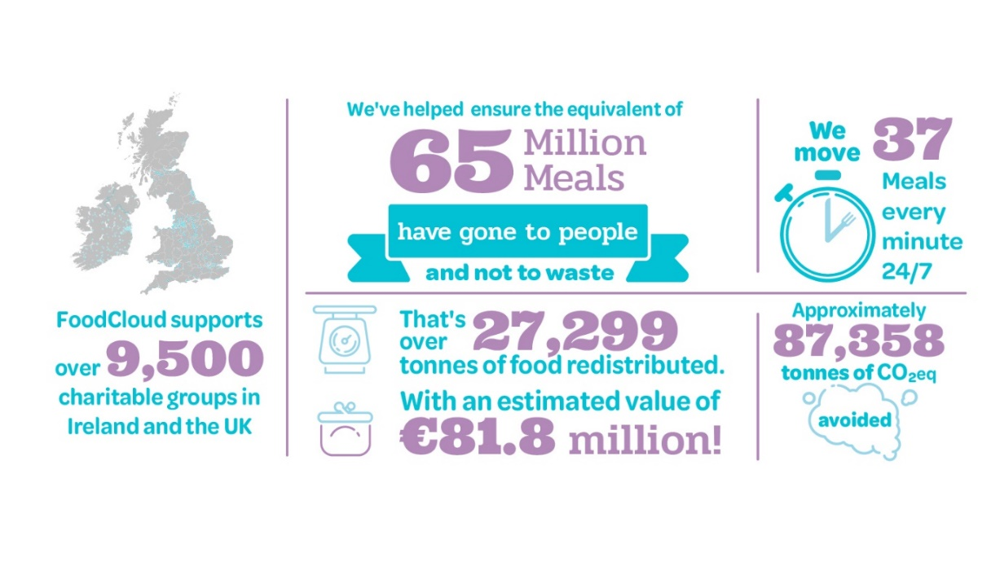 FoodCloud supports
over 9,500
charitable groups in
Ireland and the UK
We've helped ensure the equivalent of
65 Million
Meals
have gone to people
and not to waste
We
move 37
Meals
every
minute
24/7
That's
over 27,299
tonnes of food redistributed.
With an estimated value of
€81.8 million!
Approximately
87,358
tonnes of CO₂eq
avoided